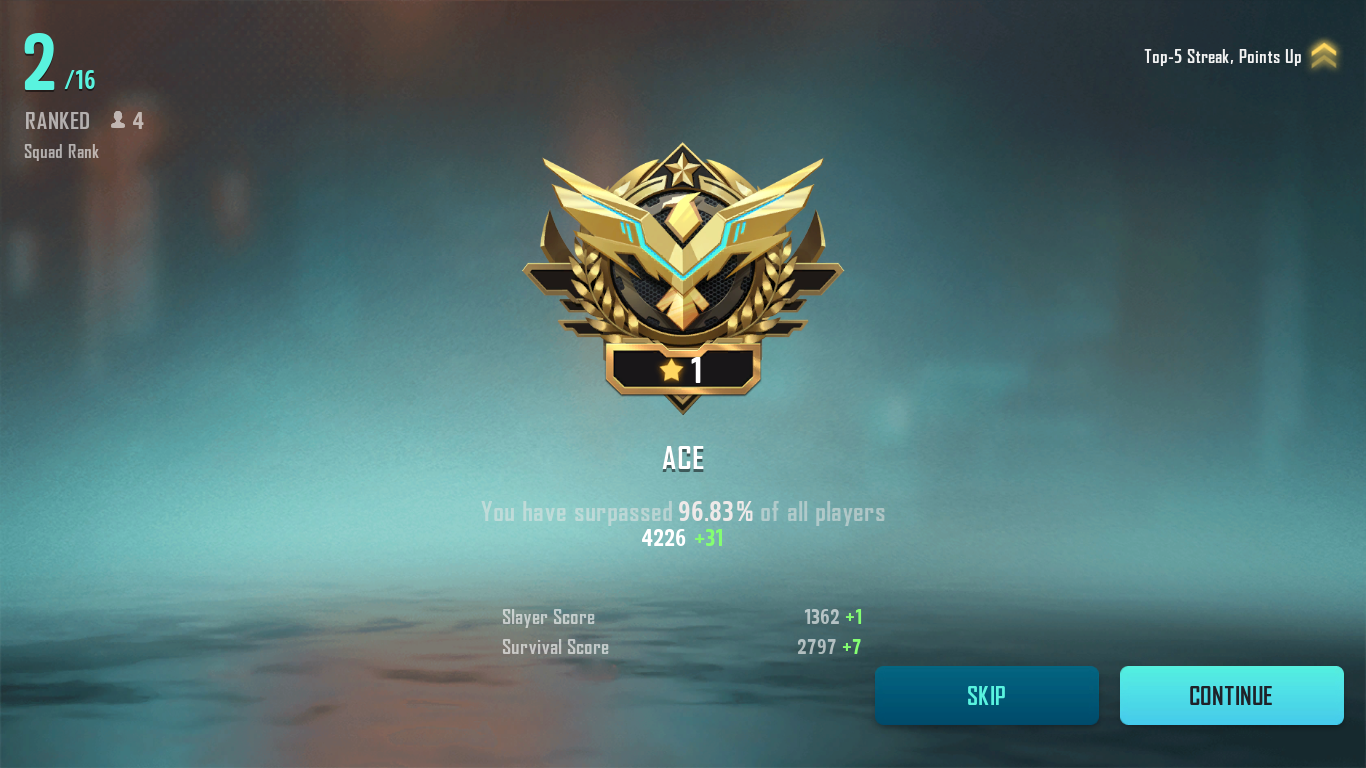 2 /16
RANKED 4
Squad Rank
Top-5 Streak, Points Up
1
ACE
You have surpassed 96.83% of all players
4226 +31
Slayer Score 1362 +1
Survival Score 2797 +7
SKIP CONTINUE